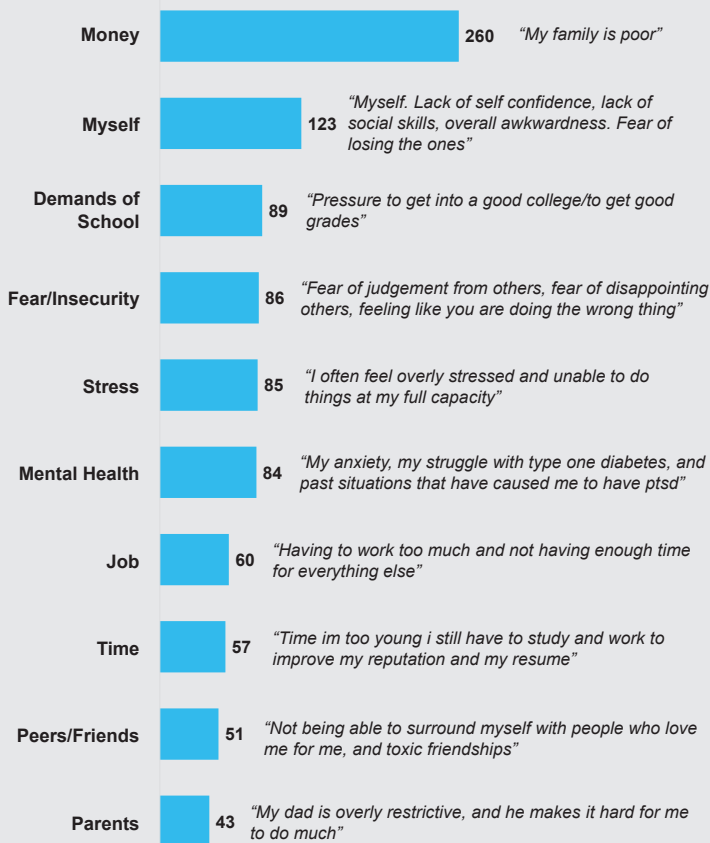 Money
260
“My family is poor”
Myself
123
“Myself. Lack of self confidence, lack of
social skills, overall awkwardness. Fear of
losing the ones”
Demands of
School
89
“Pressure to get into a good college/to get good
grades”
Fear/Insecurity
86
“Fear of judgement from others, fear of disappointing
others, feeling like you are doing the wrong thing”
Stress
85
“I often feel overly stressed and unable to do
things at my full capacity”
Mental Health
84
“My anxiety, my struggle with type one diabetes, and
past situations that have caused me to have ptsd”
Job
60
“Having to work too much and not having enough time
for everything else”
Time
57
“Time im too young i still have to study and work to
improve my reputation and my resume”
Peers/Friends
51
“Not being able to surround myself with people who love
me for me, and toxic friendships”
Parents
43
“My dad is overly restrictive, and he makes it hard for me
to do much”